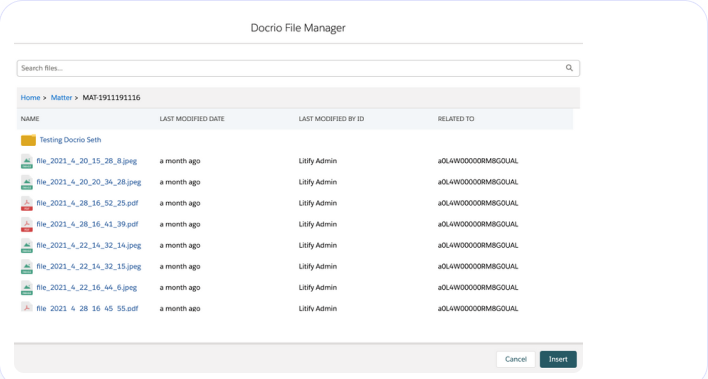 Docrio File Manager
Search files...
Home > Matter > MAT-1911191116
NAME LAST MODIFIED DATE LAST MODIFIED BY ID RELATED TO
Testing Docrio Seth
file_2021_4_20_15_28_8.jpeg a month ago Litify Admin a0L4W00000RM8G0UAL
file_2021_4_20_20_34_28.jpeg a month ago Litify Admin a0L4W00000RM8G0UAL
file_2021_4_28_16_52_25.pdf a month ago Litify Admin a0L4W00000RM8G0UAL
file_2021_4_28_16_41_39.pdf a month ago Litify Admin a0L4W00000RM8G0UAL
file_2021_4_22_14_32_14.jpeg a month ago Litify Admin a0L4W00000RM8G0UAL
file_2021_4_22_14_32_15.jpeg a month ago Litify Admin a0L4W00000RM8G0UAL
file_2021_4_22_16_44_6.jpeg a month ago Litify Admin a0L4W00000RM8G0UAL
file_2021_4_28_16_45_55.pdf a month ago Litify Admin a0L4W00000RM8G0UAL
Cancel Insert